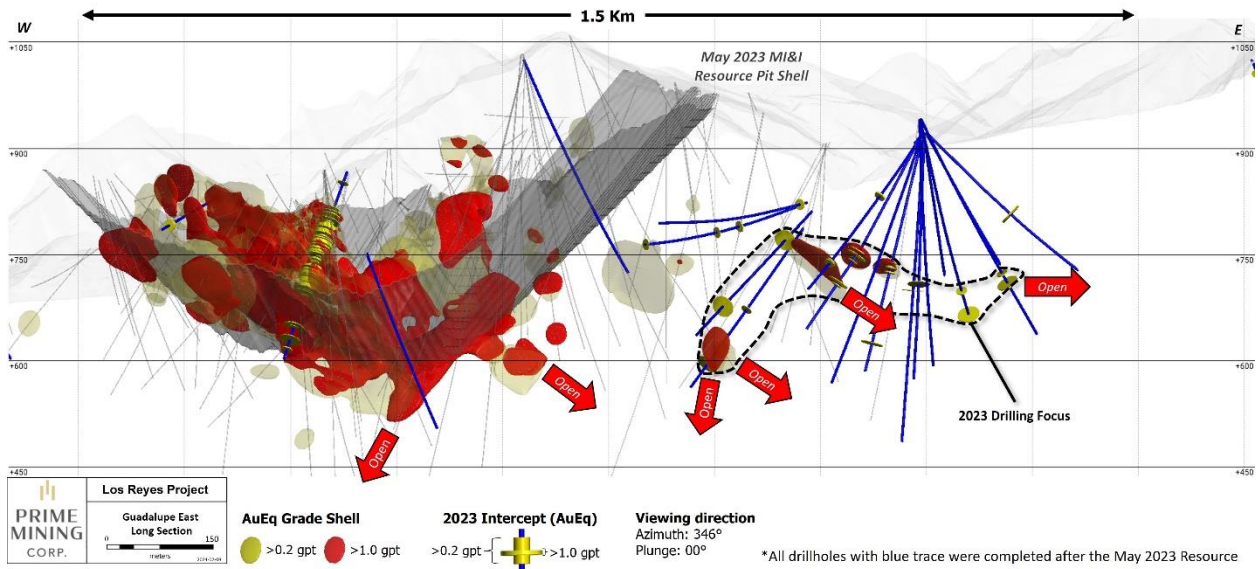 W
1.5 Km
E
+1050
+1050
May 2023 MI&I
Resource Pit Shell
+900
+900
+750
+750
Open
Open
+600
+600
Open
Open
Open
Open
2023 Drilling Focus
+450
+450
PRIME
MINING
CORP.
Los Reyes Project
Guadalupe East
Long Section
0
150
meters
AuEq Grade Shell
>0.2 gpt
>1.0 gpt
2023 Intercept (AuEq)
>0.2 gpt
>1.0 gpt
Viewing direction
Azimuth: 346°
Plunge: 00°
*All drillholes with blue trace were completed after the May 2023 Resource